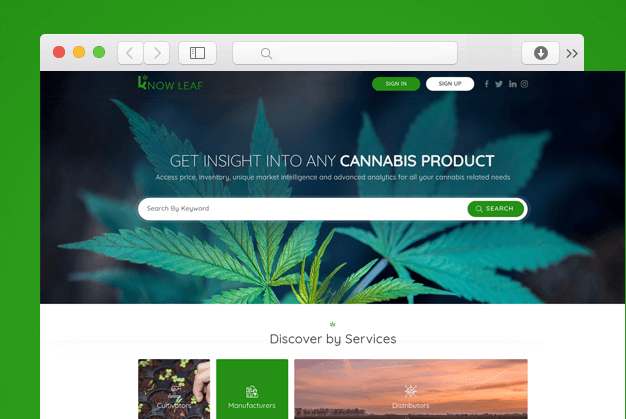 KNOW LEAF
SIGN IN
SIGN UP
GET INSIGHT INTO ANY CANNABIS PRODUCT
Access price, inventory, unique market intelligence and advanced analytics for all your cannabis related needs
Search By Keyword
SEARCH
Discover by Services
Cultivators
Manufacturers
Distributors